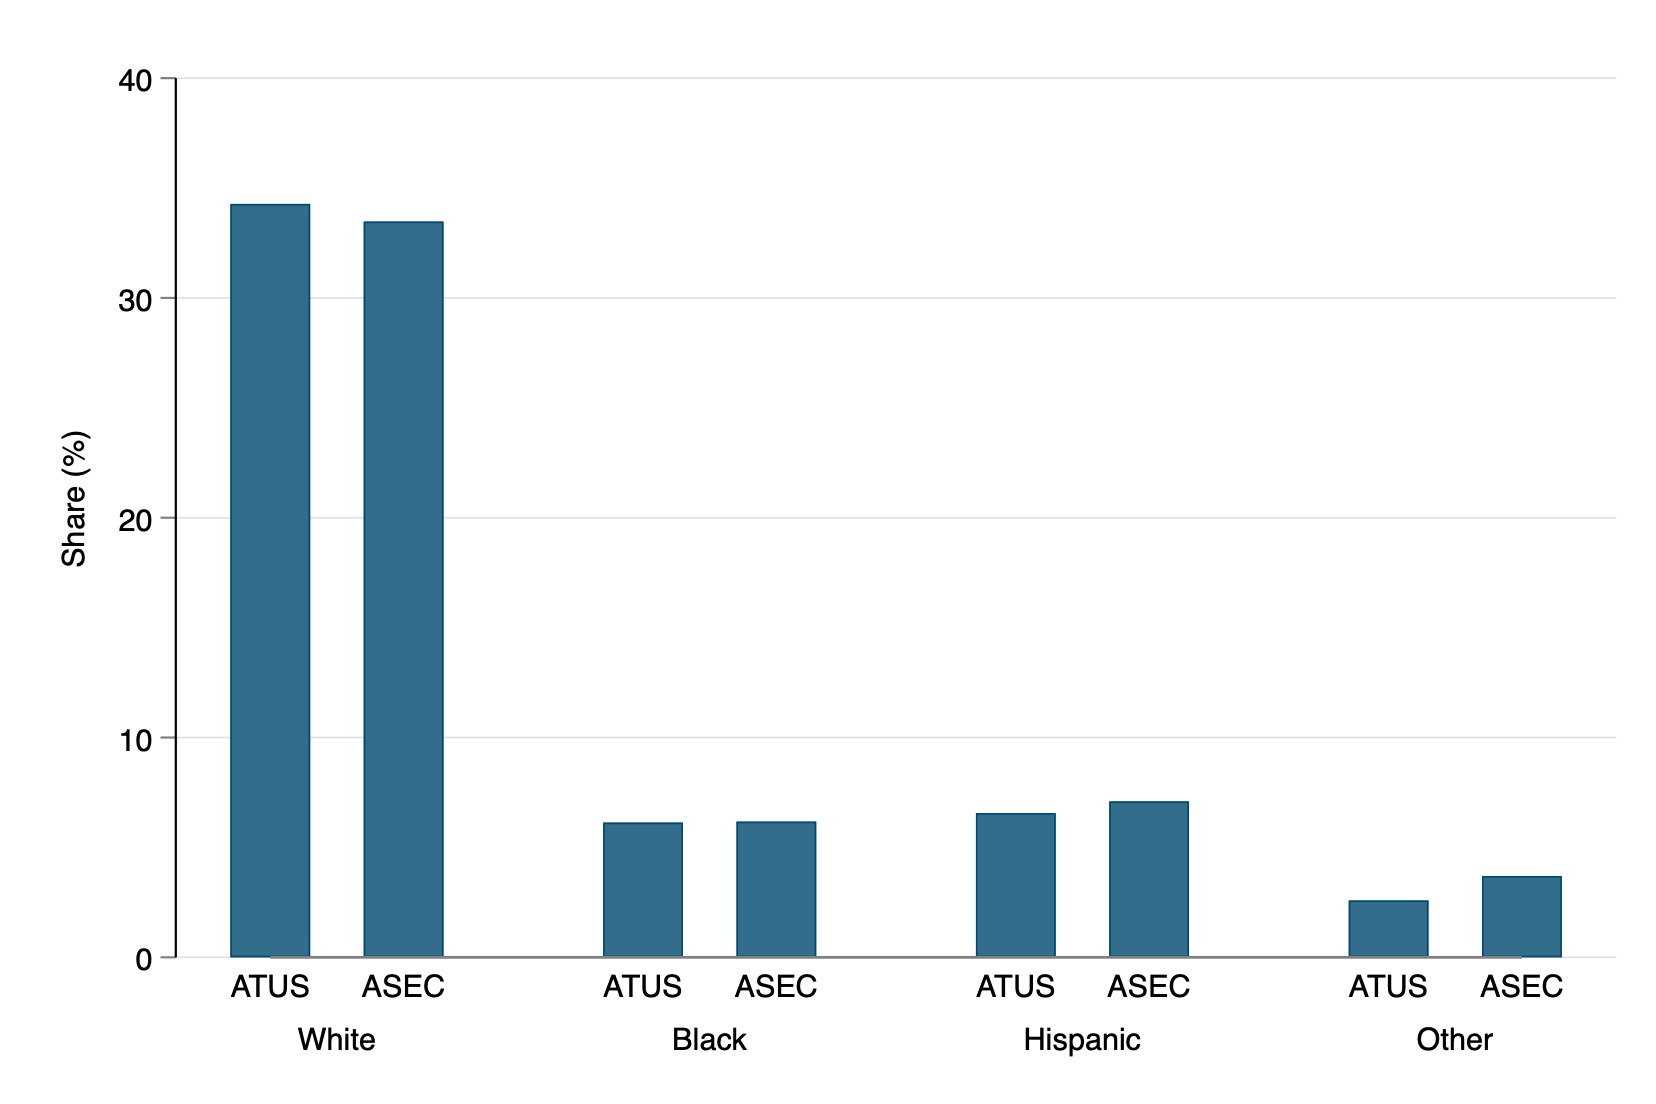 Share (%)
40
30
20
10
0
ATUS ASEC ATUS ASEC ATUS ASEC ATUS ASEC
White Black Hispanic Other